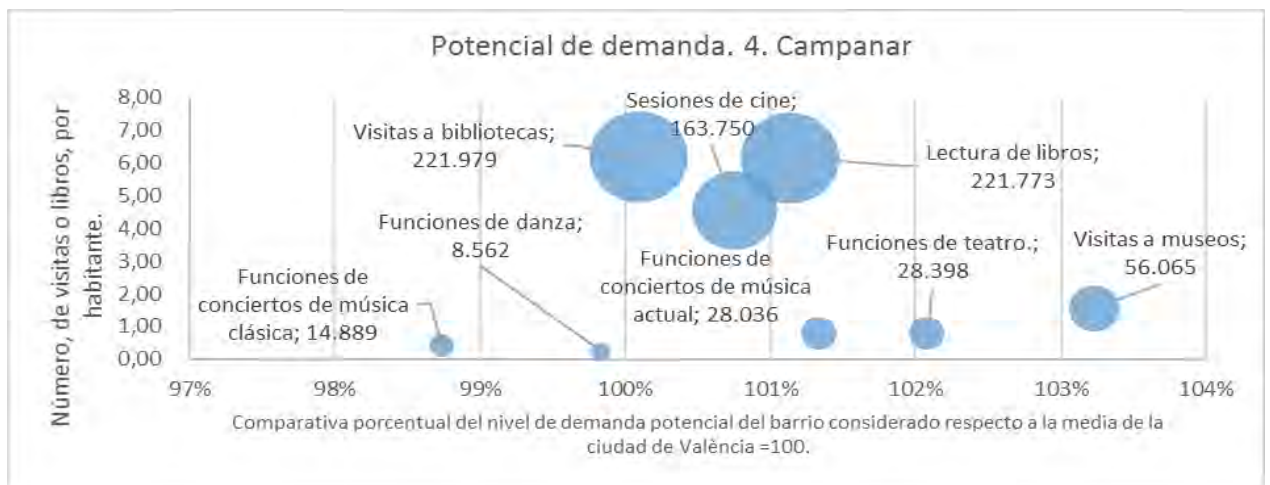 Potencial de demanda. 4. Campanar
Número, de visitas o libros, por
habitante.
8,00
7,00
6,00
5,00
4,00
3,00
2,00
1,00
0,00
Visitas a bibliotecas;
221.979
Sesiones de cine;
163.750
Lectura de libros;
221.773
Funciones de danza;
8.562
Funciones de
conciertos de música
clásica; 14.889
Funciones de
conciertos de música
actual; 28.036
Funciones de teatro.;
28.398
Visitas a museos;
56.065
97%
98%
99%
100%
101%
102%
103%
104%
Comparativa porcentual del nivel de demanda potencial del barrio considerado respecto a la media de la
ciudad de València =100.